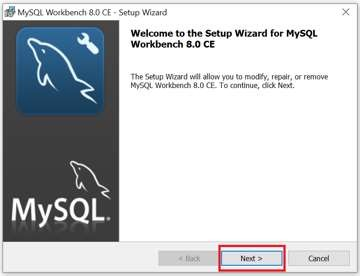 MySQL Workbench 8.0 CE - Setup Wizard
Welcome to the Setup Wizard for MySQL
Workbench 8.0 CE
The Setup Wizard will allow you to modify, repair, or remove
MySQL Workbench 8.0 CE. To continue, click Next.
MySQL.
< Back
Next >
Cancel